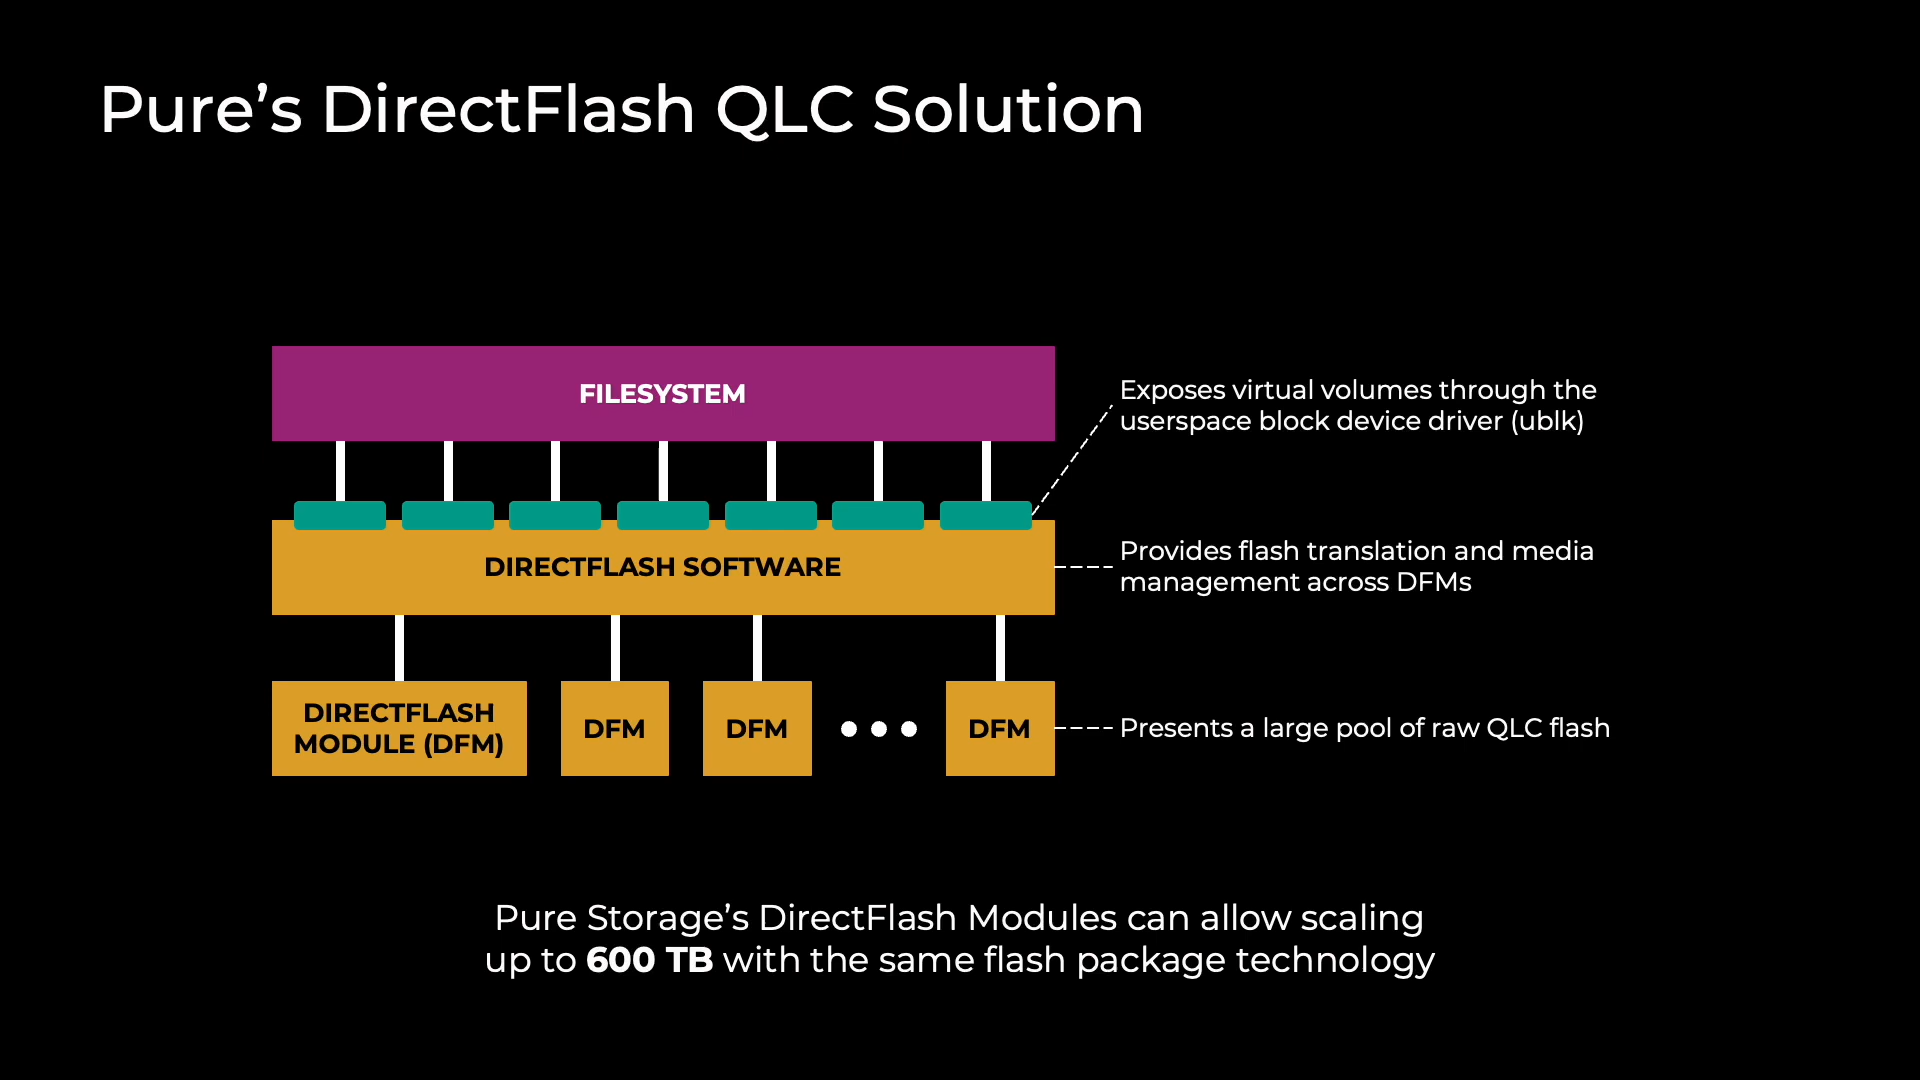 Pure’s DirectFlash QLC Solution
FILESYSTEM
Exposes virtual volumes through the
userspace block device driver (ublk)
DIRECTFLASH SOFTWARE
Provides flash translation and media
management across DFMs
DIRECTFLASH
MODULE (DFM)
DFM
DFM
DFM
Presents a large pool of raw QLC flash
Pure Storage’s DirectFlash Modules can allow scaling
up to 600 TB with the same flash package technology